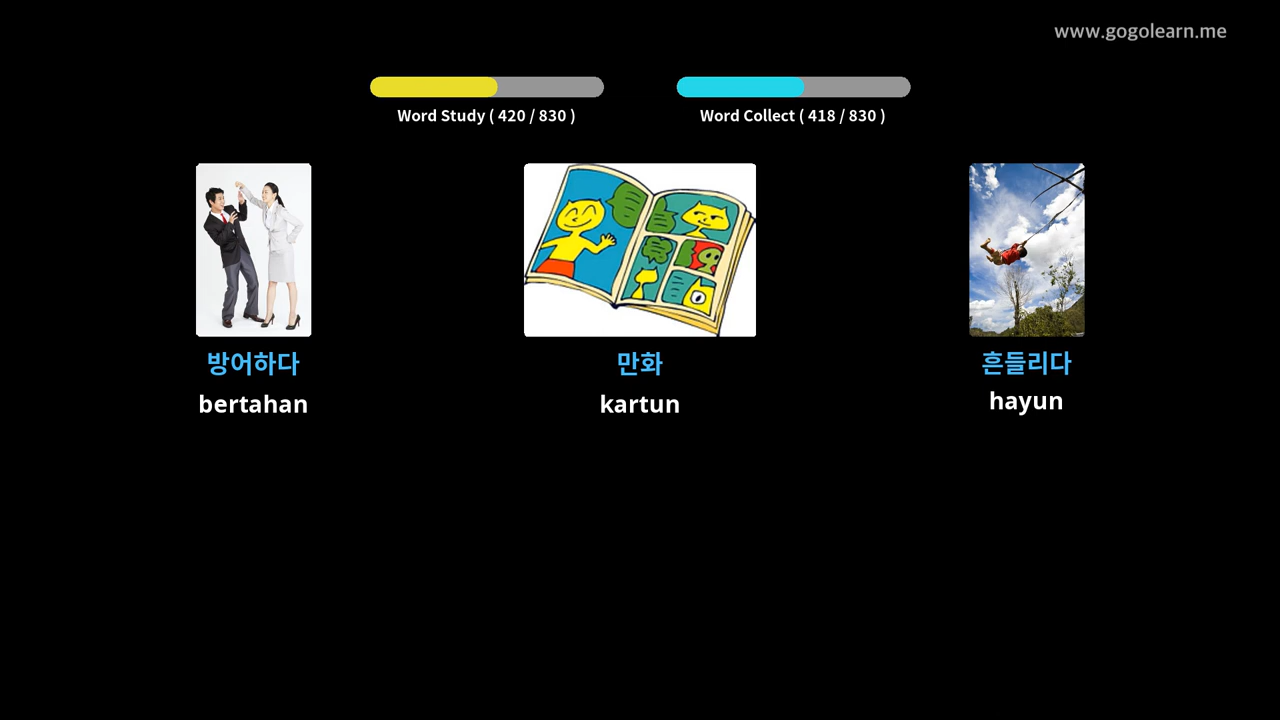 www.gogolearn.me
Word Study ( 420 / 830 )
Word Collect ( 418 / 830 )
방어하다
만화
흔들리다
bertahan
kartun
hayun